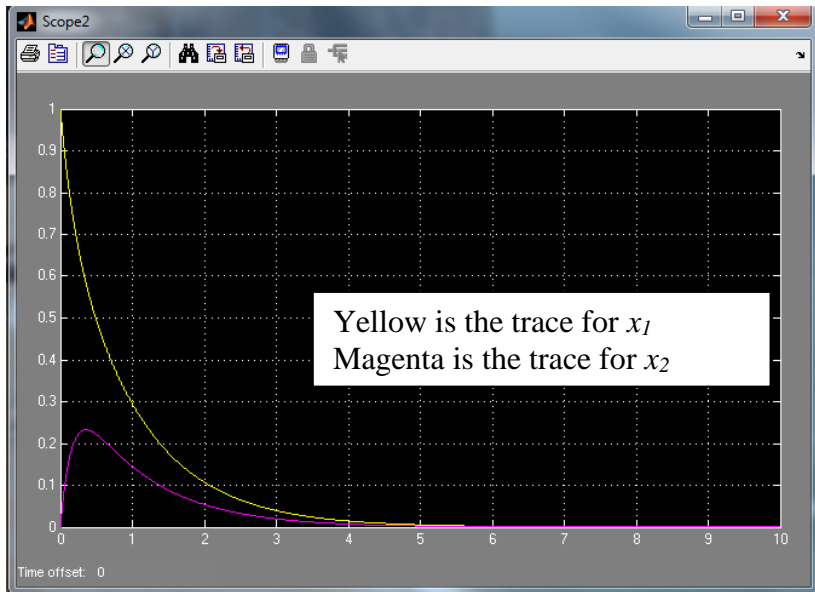 Scope2
1
0.9
0.8
0.7
0.6
0.5
0.4
0.3
0.2
0.1
0
Yellow is the trace for x₁
Magenta is the trace for x₂
0 1 2 3 4 5 6 7 8 9 10
Time offset: 0